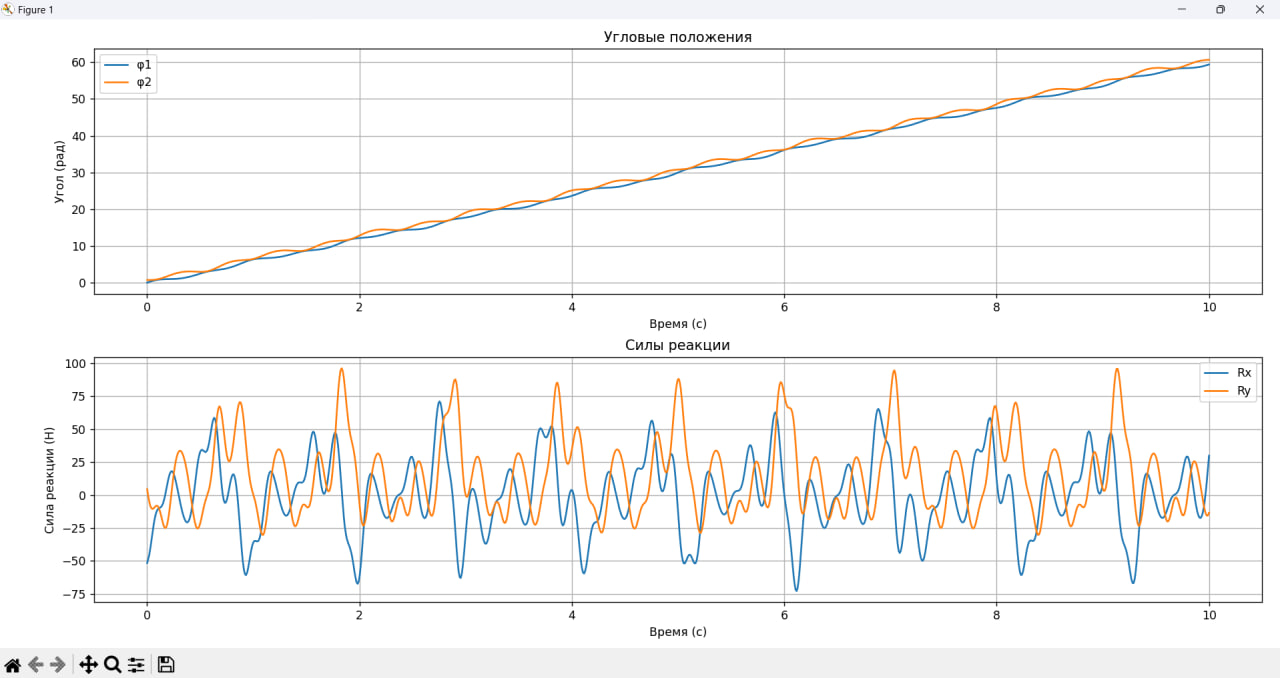 Figure 1
Угловые положения
φ1
φ2
Угол (рад)
60
50
40
30
20
10
0
0 2 4 6 8 10
Время (с)
Силы реакции
Rx
Ry
Сила реакции (Н)
100
75
50
25
0
−25
−50
−75
0 2 4 6 8 10
Время (с)